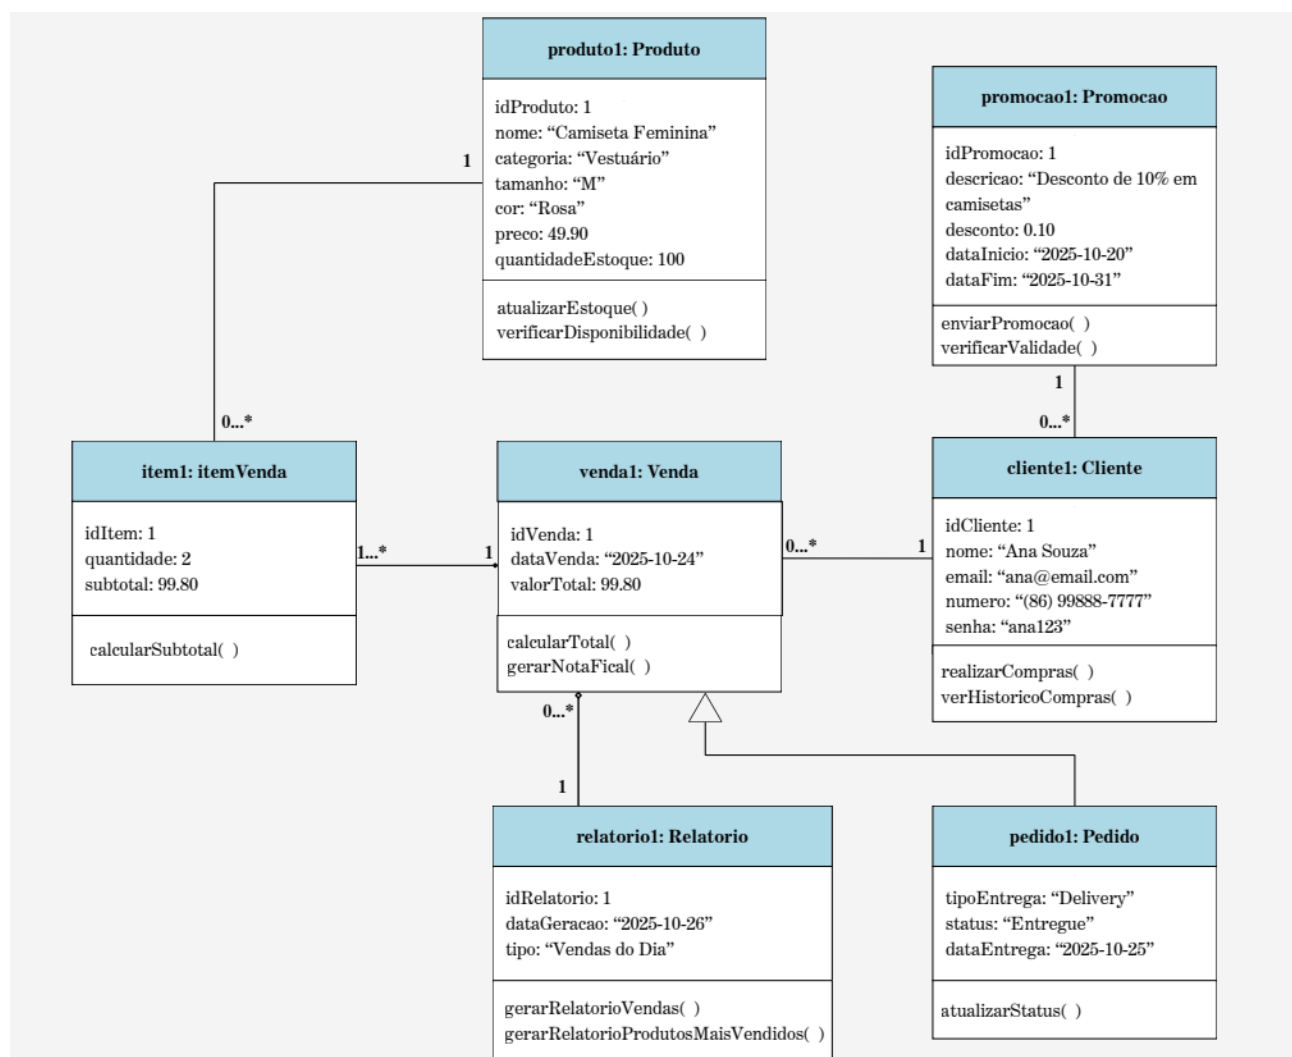 produto1: Produto
idProduto: 1
nome: “Camiseta Feminina”
categoria: “Vestuário”
tamanho: “M”
cor: “Rosa”
preco: 49.90
quantidadeEstoque: 100
atualizarEstoque( )
verificarDisponibilidade( )
promocao1: Promocao
idPromocao: 1
descricao: “Desconto de 10% em
camisetas”
desconto: 0.10
dataInicio: “2025-10-20”
dataFim: “2025-10-31”
enviarPromocao( )
verificarValidade( )
1
0...*
1
0...*
item1: itemVenda
idItem: 1
quantidade: 2
subtotal: 99.80
calcularSubtotal( )
1...*
1
venda1: Venda
idVenda: 1
dataVenda: “2025-10-24”
valorTotal: 99.80
calcularTotal( )
gerarNotaFical( )
0...*
1
cliente1: Cliente
idCliente: 1
nome: “Ana Souza”
email: “ana@email.com”
numero: “(86) 99888-7777”
senha: “ana123”
realizarCompras( )
verHistoricoCompras( )
0...*
1
relatorio1: Relatorio
idRelatorio: 1
dataGeracao: “2025-10-26”
tipo: “Vendas do Dia”
gerarRelatorioVendas( )
gerarRelatorioProdutosMaisVendidos( )
pedido1: Pedido
tipoEntrega: “Delivery”
status: “Entregue”
dataEntrega: “2025-10-25”
atualizarStatus( )